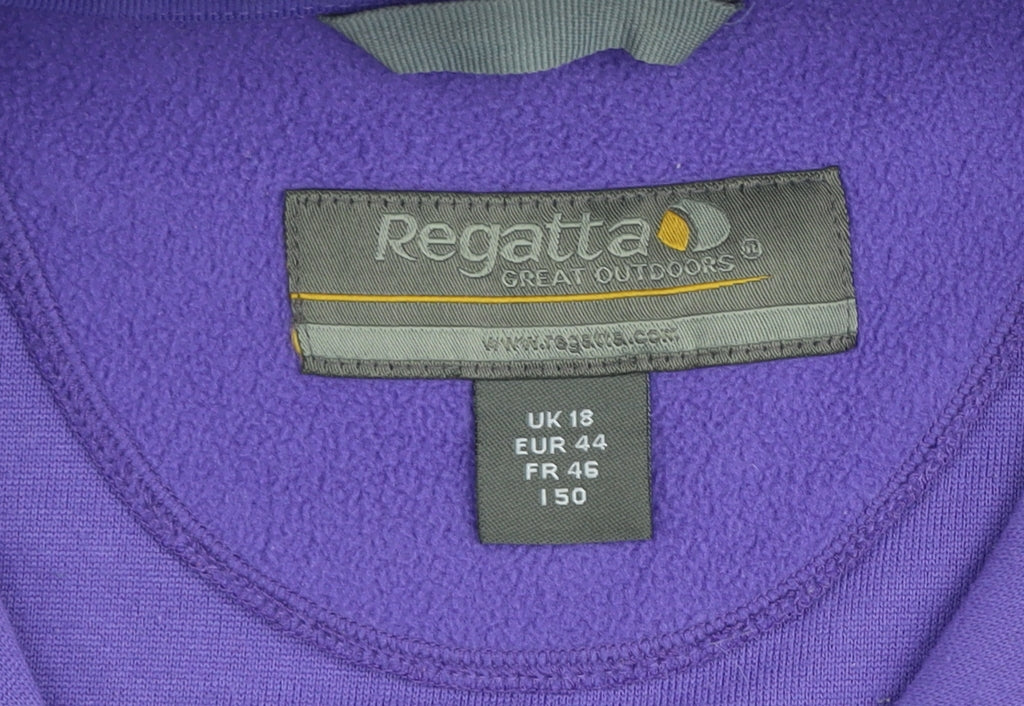 Regatta
GREAT OUTDOORS
www.regatta.com
UK 18
EUR 44
FR 46
I 50